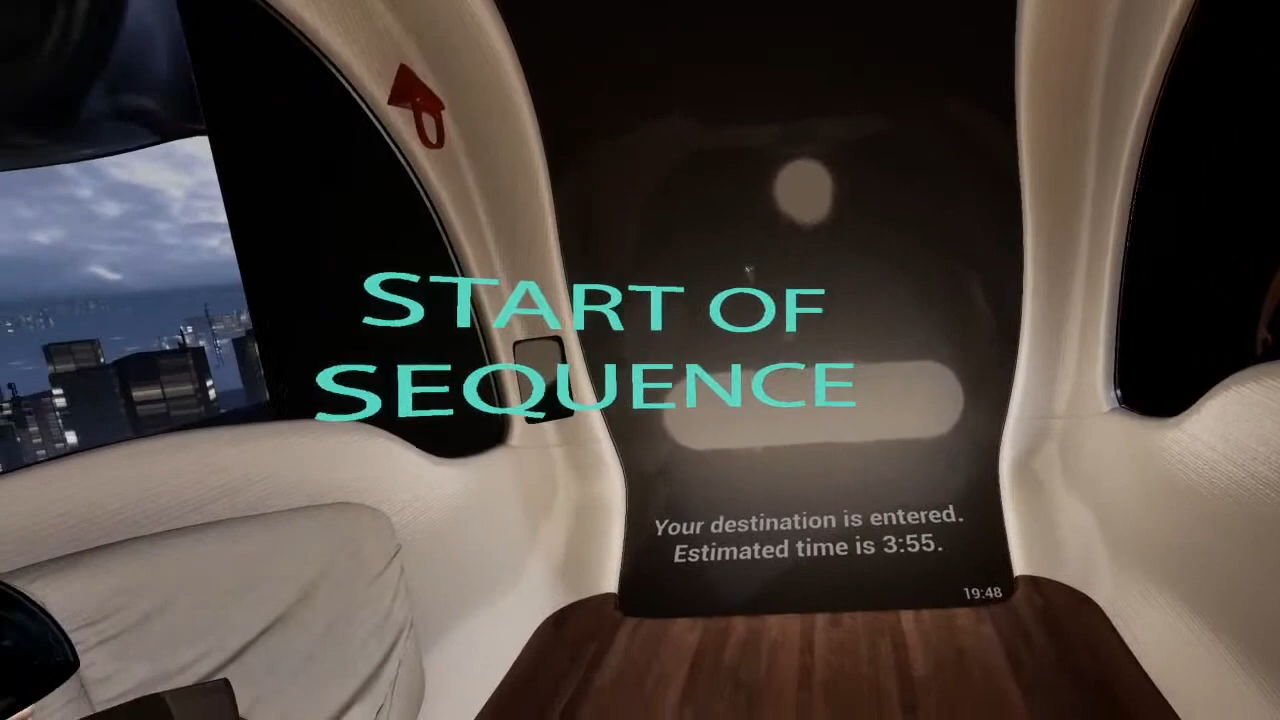 START OF
SEQUENCE
Your destination is entered.
Estimated time is 3:55.
19:48